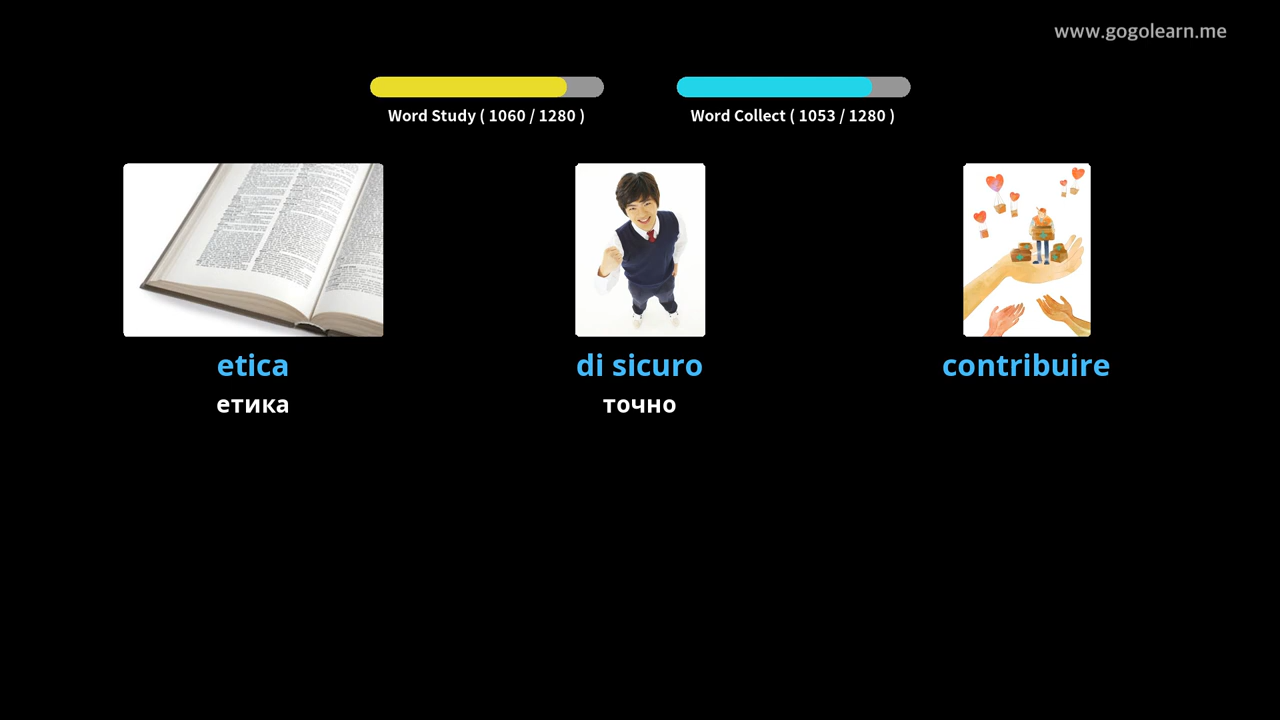 www.gogolearn.me
Word Study ( 1060 / 1280 )
Word Collect ( 1053 / 1280 )
etica
di sicuro
contribuire
етика
точно